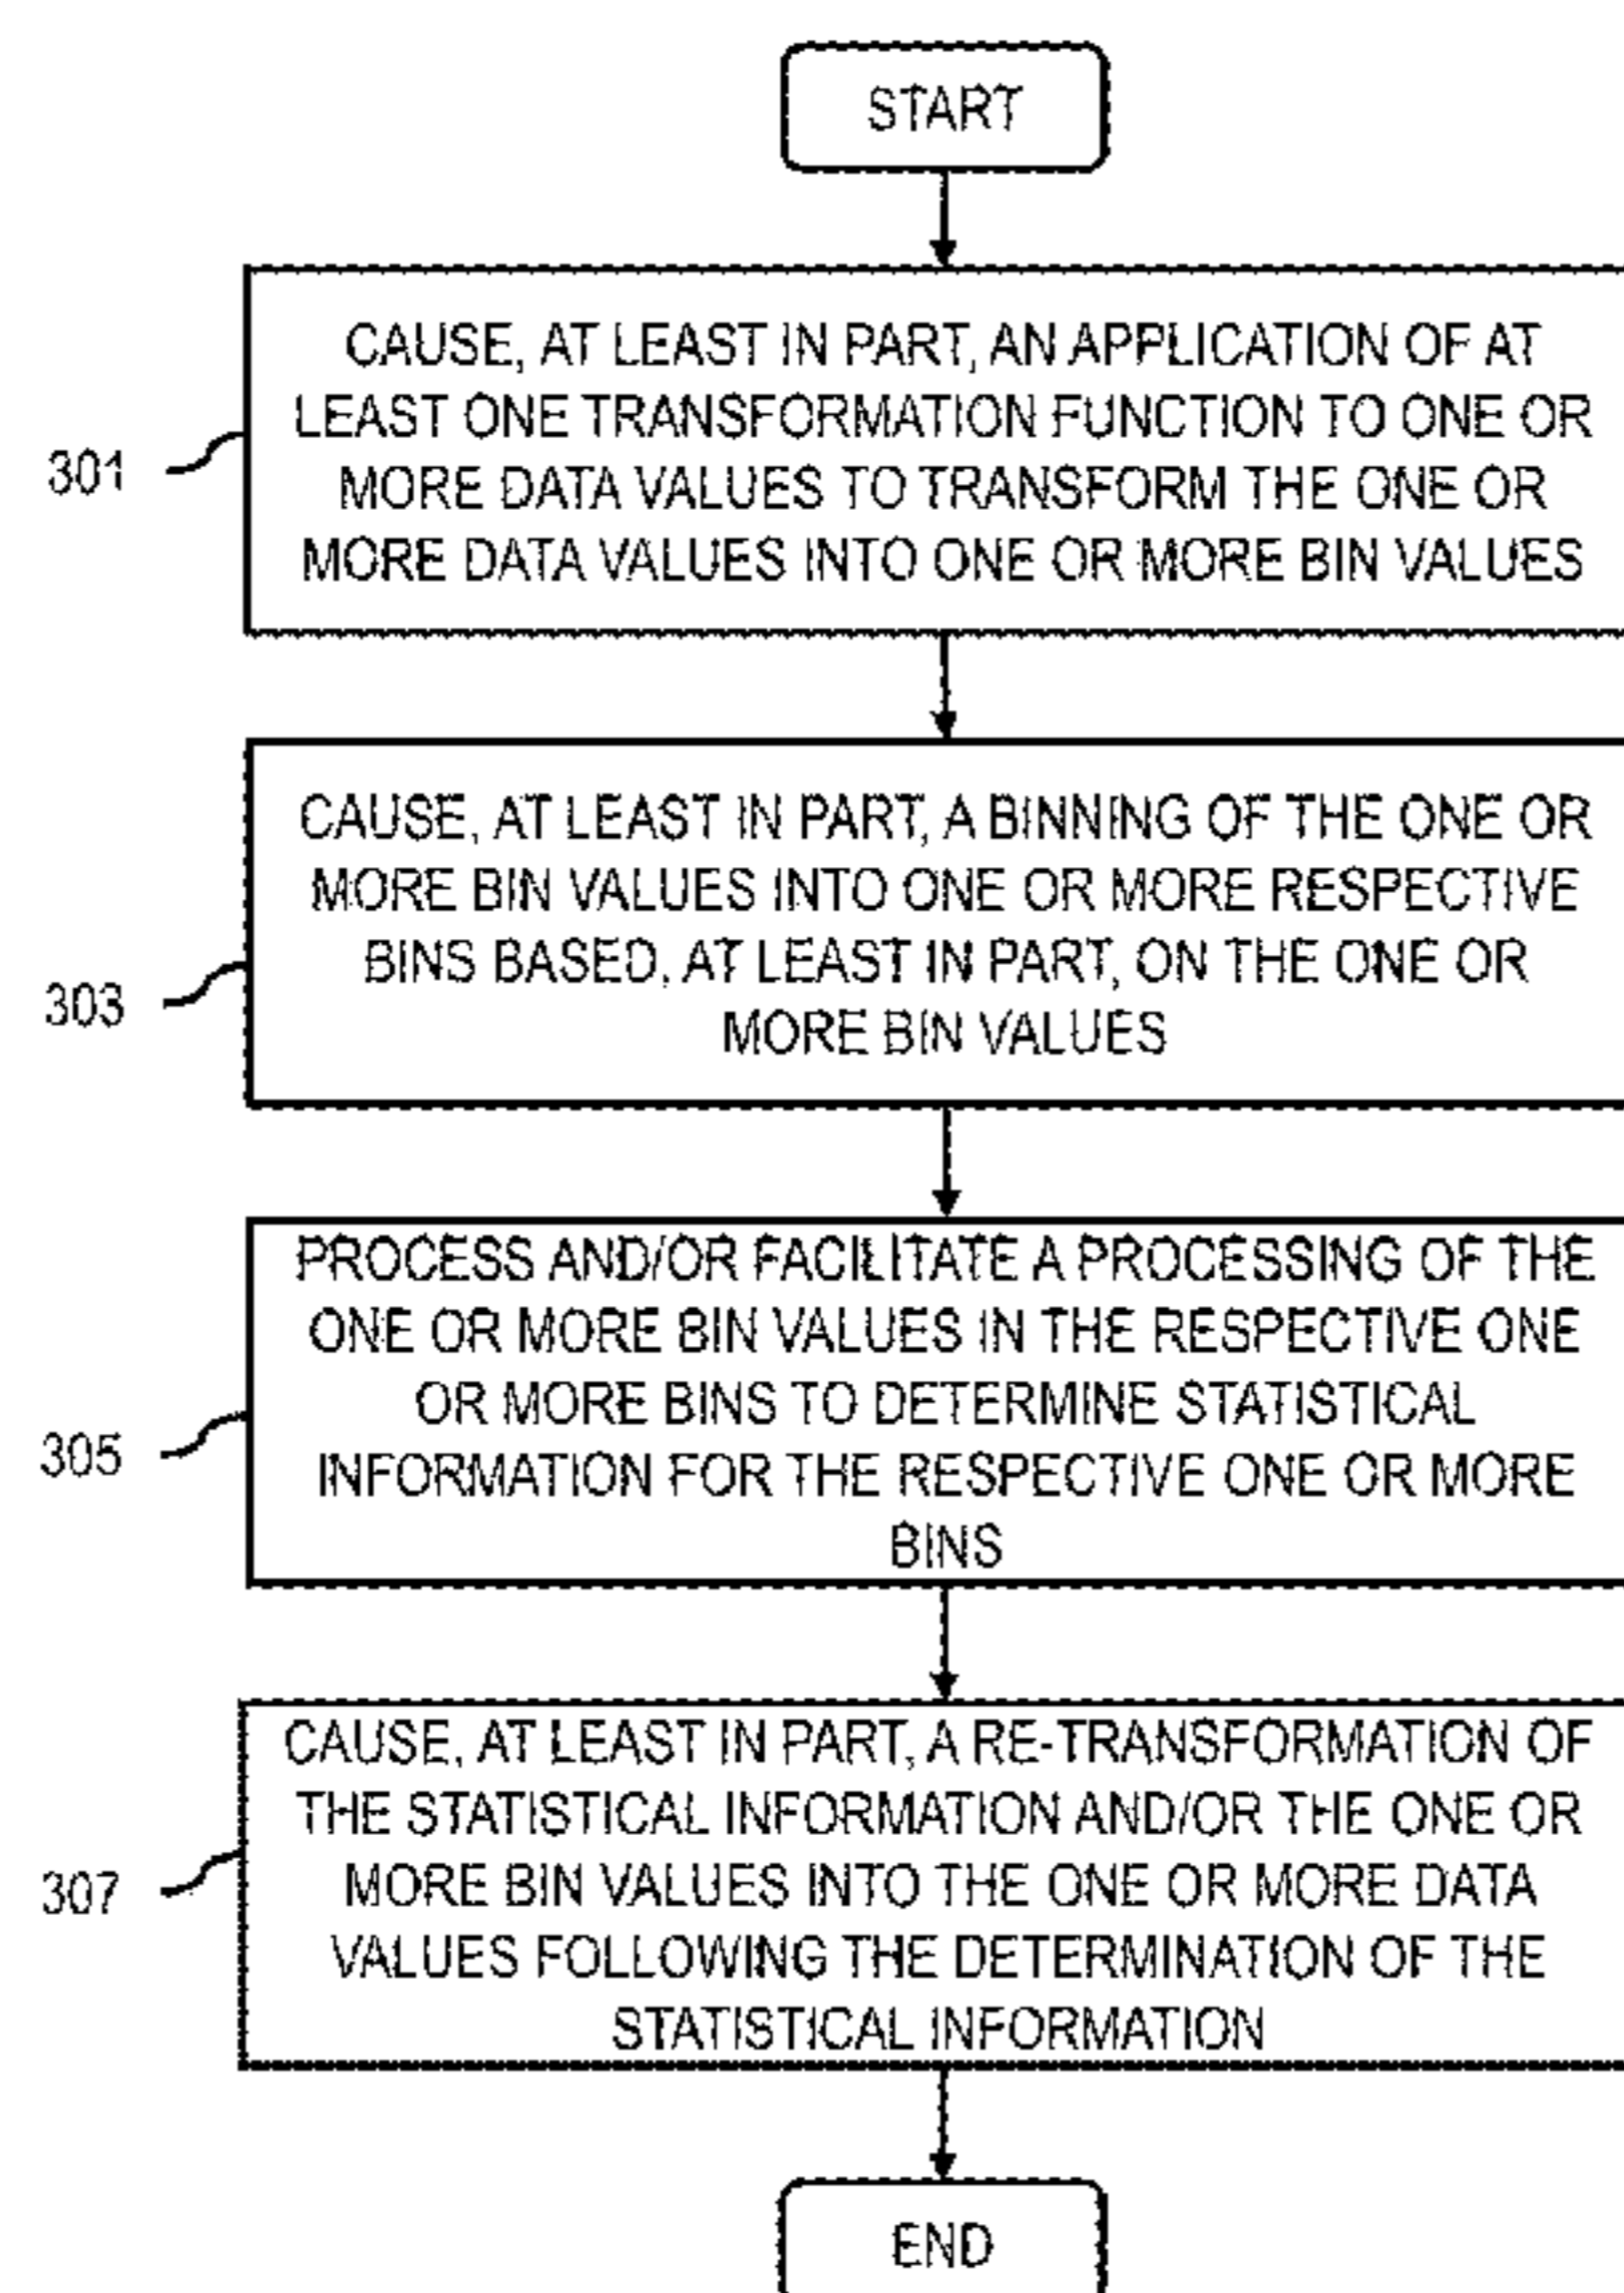 START
CAUSE, AT LEAST IN PART, AN APPLICATION OF AT
LEAST ONE TRANSFORMATION FUNCTION TO ONE OR
MORE DATA VALUES TO TRANSFORM THE ONE OR
MORE DATA VALUES INTO ONE OR MORE BIN VALUES
301
CAUSE, AT LEAST IN PART, A BINNING OF THE ONE OR
MORE BIN VALUES INTO ONE OR MORE RESPECTIVE
BINS BASED, AT LEAST IN PART, ON THE ONE OR
MORE BIN VALUES
303
PROCESS AND/OR FACILITATE A PROCESSING OF THE
ONE OR MORE BIN VALUES IN THE RESPECTIVE ONE
OR MORE BINS TO DETERMINE STATISTICAL
INFORMATION FOR THE RESPECTIVE ONE OR MORE
BINS
305
CAUSE, AT LEAST IN PART, A RE-TRANSFORMATION OF
THE STATISTICAL INFORMATION AND/OR THE ONE OR
MORE BIN VALUES INTO THE ONE OR MORE DATA
VALUES FOLLOWING THE DETERMINATION OF THE
STATISTICAL INFORMATION
307
END